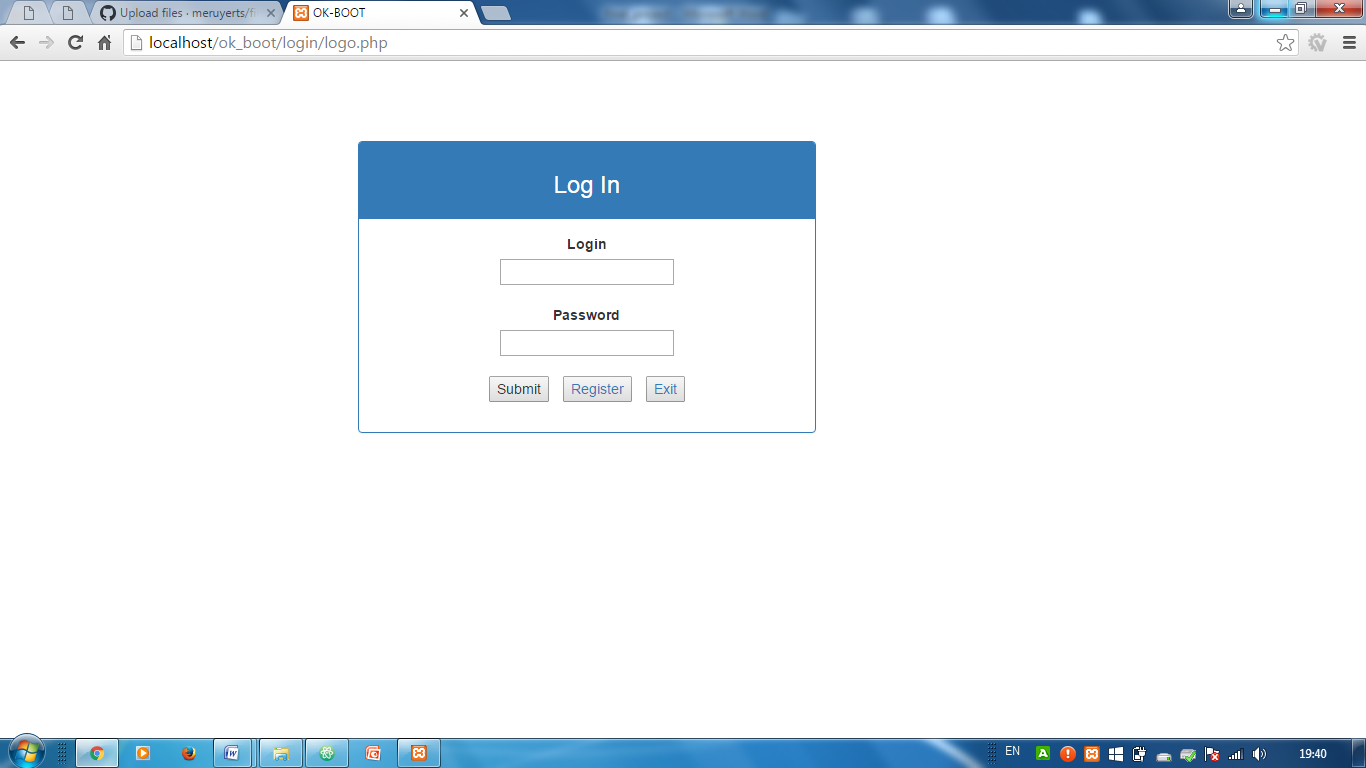 Upload files · meruyerts/fi
OK-BOOT
localhost/ok_boot/login/logo.php
Log In
Login
Password
Submit Register Exit
EN
19:40